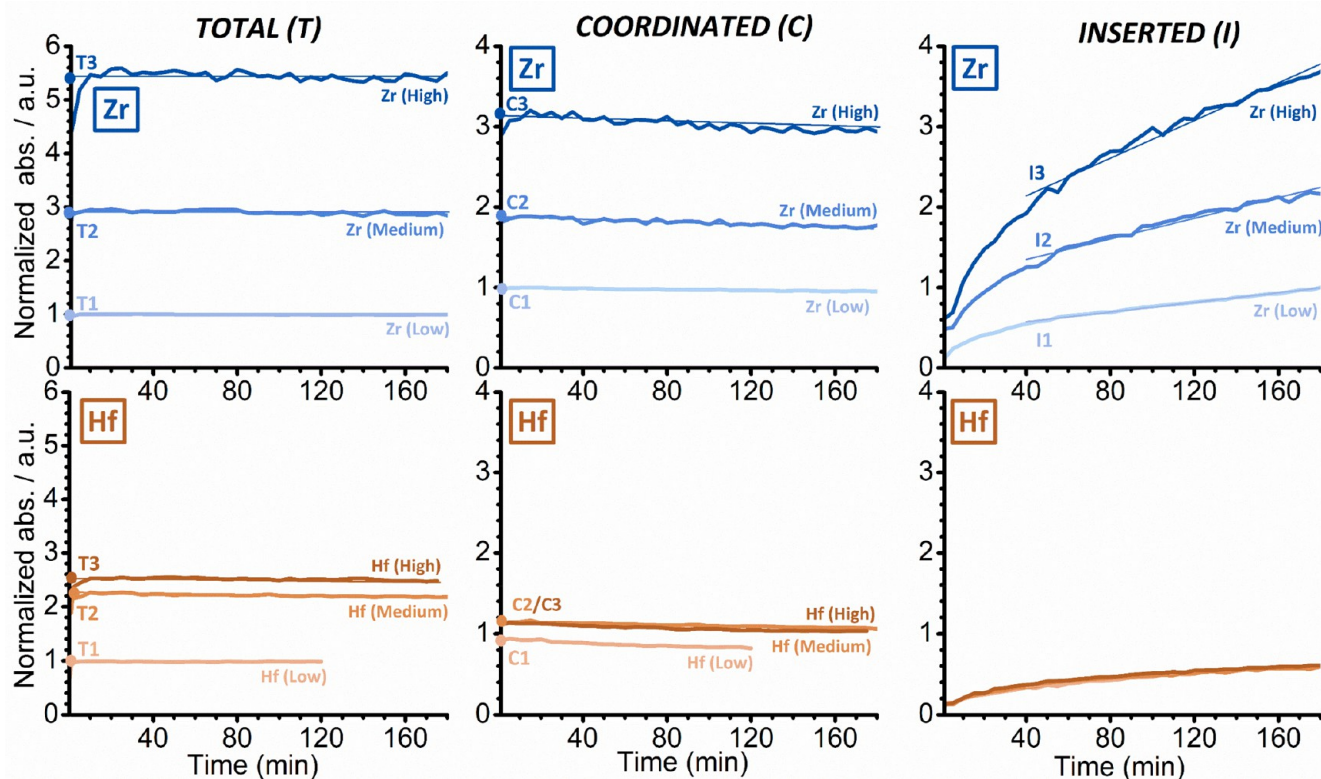 TOTAL (T)
COORDINATED (C)
INSERTED (I)
Normalized abs. / a.u.
6
5
4
3
2
1
0
T3
Zr
Zr (High)
T2
Zr (Medium)
T1
Zr (Low)
40
80
120
160
4
3
2
1
0
Zr
C3
Zr (High)
C2
Zr (Medium)
C1
Zr (Low)
40
80
120
160
4
3
2
1
0
Zr
Zr (High)
I3
I2
Zr (Medium)
I1
Zr (Low)
40
80
120
160
Normalized abs. / a.u.
6
5
4
3
2
1
0
Hf
T3
Hf (High)
T2
Hf (Medium)
T1
Hf (Low)
40
80
120
160
Time (min)
4
3
2
1
0
Hf
C2/C3
Hf (High)
C1
Hf (Low)
Hf (Medium)
40
80
120
160
Time (min)
4
3
2
1
0
Hf
40
80
120
160
Time (min)